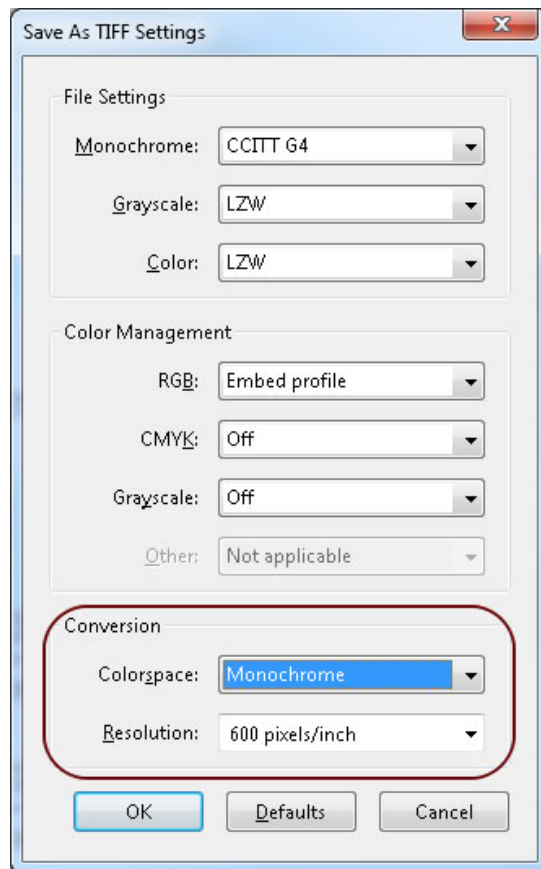 Save As TIFF Settings
File Settings
Monochrome: CCITT G4
Grayscale: LZW
Color: LZW
Color Management
RGB: Embed profile
CMYK: Off
Grayscale: Off
Other: Not applicable
Conversion
Colorspace: Monochrome
Resolution: 600 pixels/inch
OK Defaults Cancel